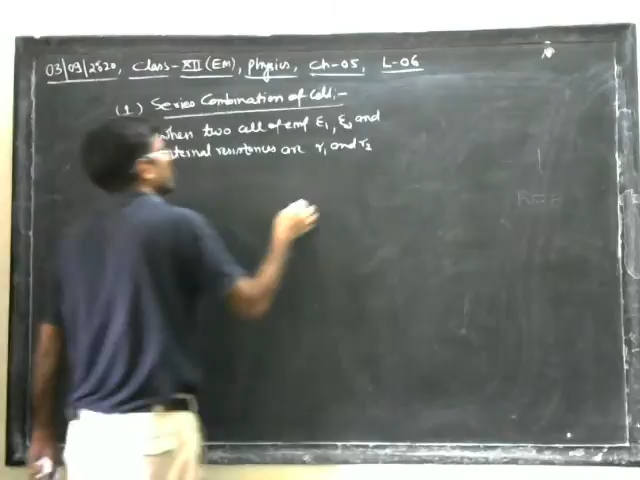 03/09/2020, Class-XII (EM), Physics, Ch-05, L-06
(1) Series Combination of Cell:-
When two cell of emf E1, E2 and
internal resistances are r1 and r2